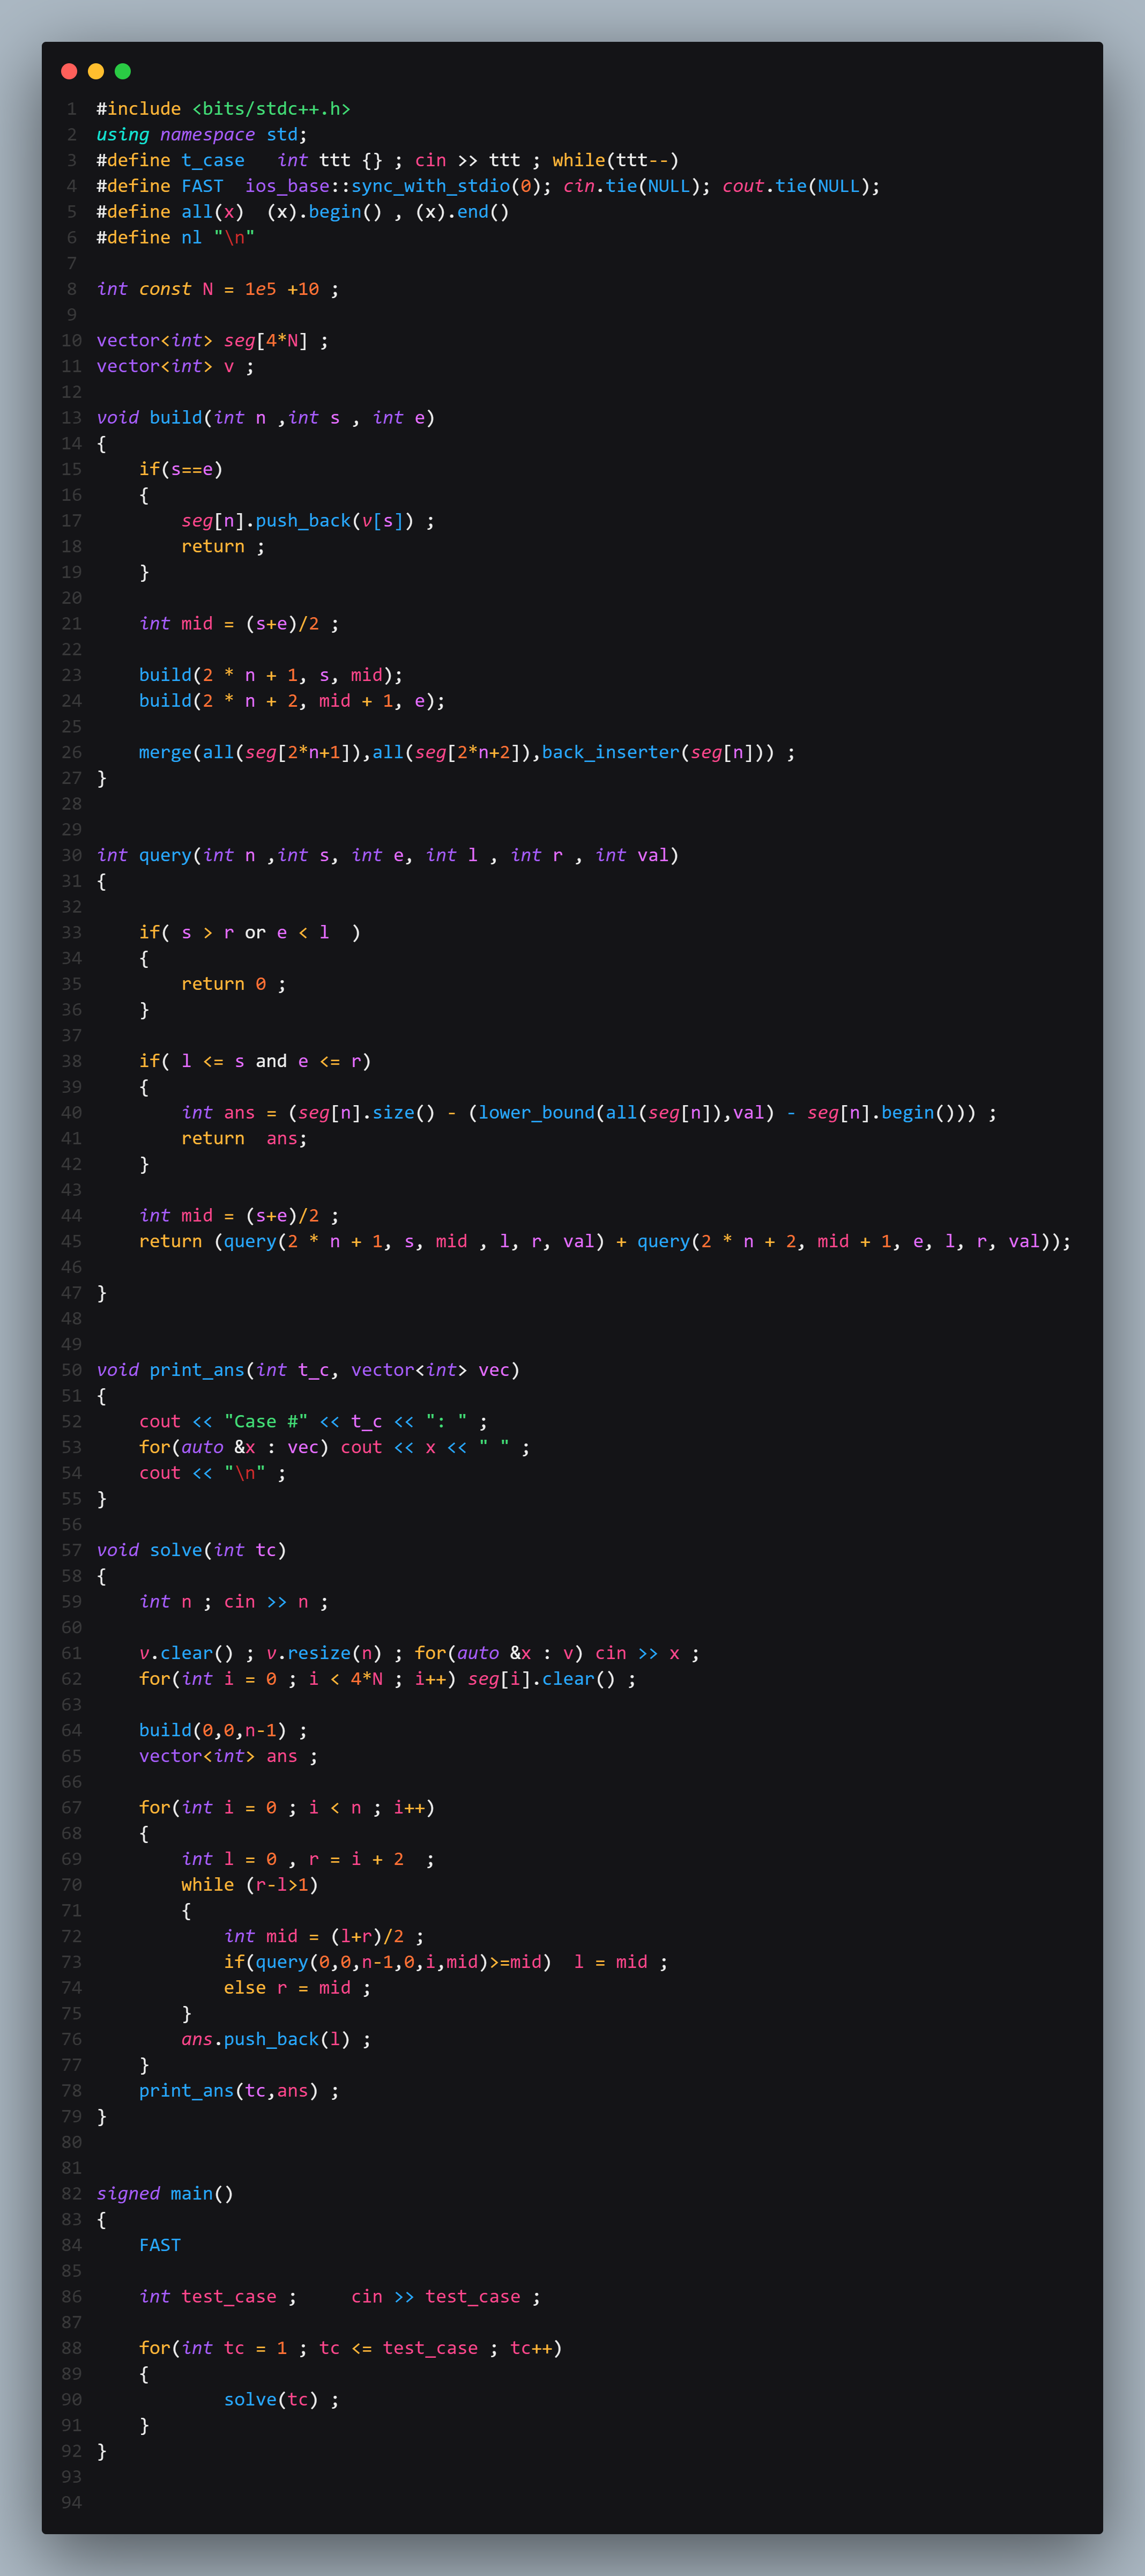 1 #include <bits/stdc++.h>
2 using namespace std;
3 #define t_case   int ttt {} ; cin >> ttt ; while(ttt--)
4 #define FAST  ios_base::sync_with_stdio(0); cin.tie(NULL); cout.tie(NULL);
5 #define all(x)  (x).begin() , (x).end()
6 #define nl "\n"
7
8 int const N = 1e5 +10 ;
9
10 vector<int> seg[4*N] ;
11 vector<int> v ;
12
13 void build(int n ,int s , int e)
14 {
15     if(s==e)
16     {
17         seg[n].push_back(v[s]) ;
18         return ;
19     }
20
21     int mid = (s+e)/2 ;
22
23     build(2 * n + 1, s, mid);
24     build(2 * n + 2, mid + 1, e);
25
26     merge(all(seg[2*n+1]),all(seg[2*n+2]),back_inserter(seg[n])) ;
27 }
28
29
30 int query(int n ,int s, int e, int l , int r , int val)
31 {
32
33     if( s > r or e < l  )
34     {
35         return 0 ;
36     }
37
38     if( l <= s and e <= r)
39     {
40         int ans = (seg[n].size() - (lower_bound(all(seg[n]),val) - seg[n].begin())) ;
41         return  ans;
42     }
43
44     int mid = (s+e)/2 ;
45     return (query(2 * n + 1, s, mid , l, r, val) + query(2 * n + 2, mid + 1, e, l, r, val));
46
47 }
48
49
50 void print_ans(int t_c, vector<int> vec)
51 {
52     cout << "Case #" << t_c << ": " ;
53     for(auto &x : vec) cout << x << " " ;
54     cout << "\n" ;
55 }
56
57 void solve(int tc)
58 {
59     int n ; cin >> n ;
60
61     v.clear() ; v.resize(n) ; for(auto &x : v) cin >> x ;
62     for(int i = 0 ; i < 4*N ; i++) seg[i].clear() ;
63
64     build(0,0,n-1) ;
65     vector<int> ans ;
66
67     for(int i = 0 ; i < n ; i++)
68     {
69         int l = 0 , r = i + 2  ;
70         while (r-l>1)
71         {
72             int mid = (l+r)/2 ;
73             if(query(0,0,n-1,0,i,mid)>=mid)  l = mid ;
74             else r = mid ;
75         }
76         ans.push_back(l) ;
77     }
78     print_ans(tc,ans) ;
79 }
80
81
82 signed main()
83 {
84     FAST
85
86     int test_case ;     cin >> test_case ;
87
88     for(int tc = 1 ; tc <= test_case ; tc++)
89     {
90             solve(tc) ;
91     }
92 }
93
94